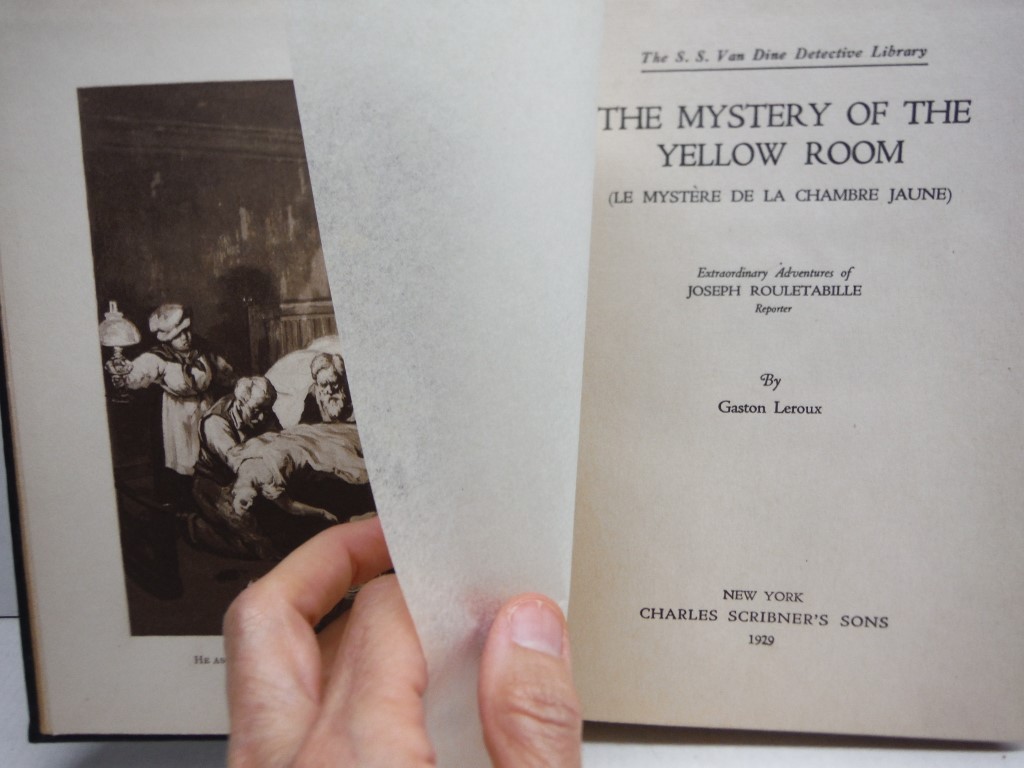 The S. S. Van Dine Detective Library
THE MYSTERY OF THE
YELLOW ROOM
(LE MYSTÈRE DE LA CHAMBRE JAUNE)
Extraordinary Adventures of
JOSEPH ROULETABILLE
Reporter
By
Gaston Leroux
NEW YORK
CHARLES SCRIBNER'S SONS
1929
HE